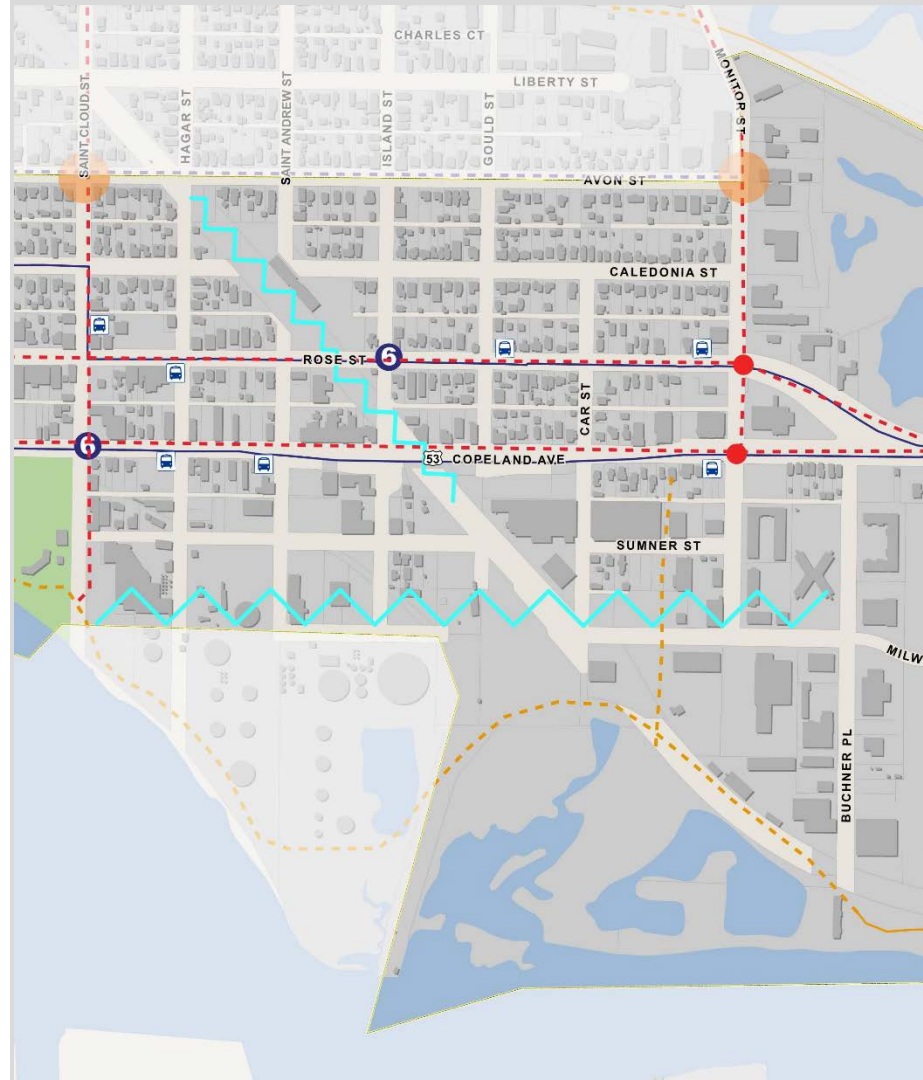 CHARLES CT
LIBERTY ST
MONITOR ST
SAINT CLOUD ST
HAGAR ST
SAINT ANDREW ST
ISLAND ST
GOULD ST
AVON ST
CALEDONIA ST
6
ROSE ST
CAR ST
6
53
COPELAND AVE
SUMNER ST
MILW
BUCHNER PL